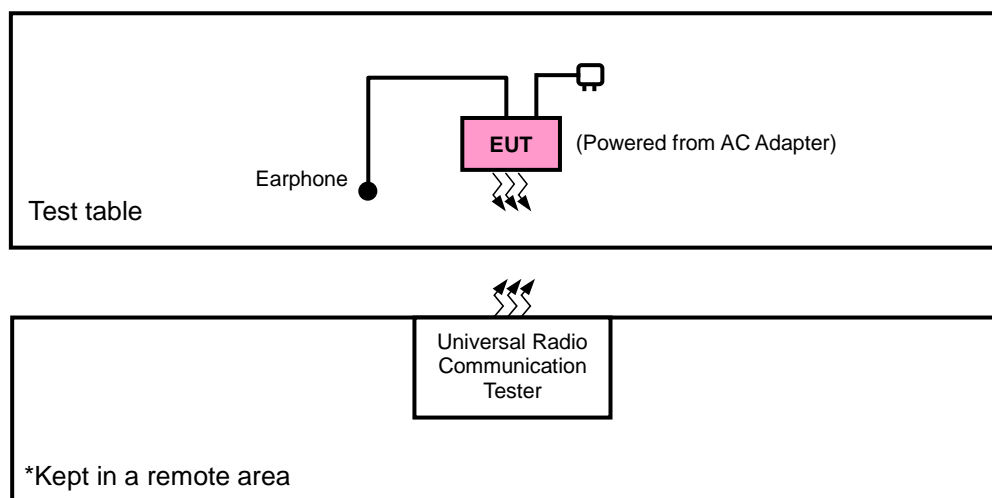 EUT
(Powered from AC Adapter)
Earphone
Test table
Universal Radio
Communication
Tester
*Kept in a remote area